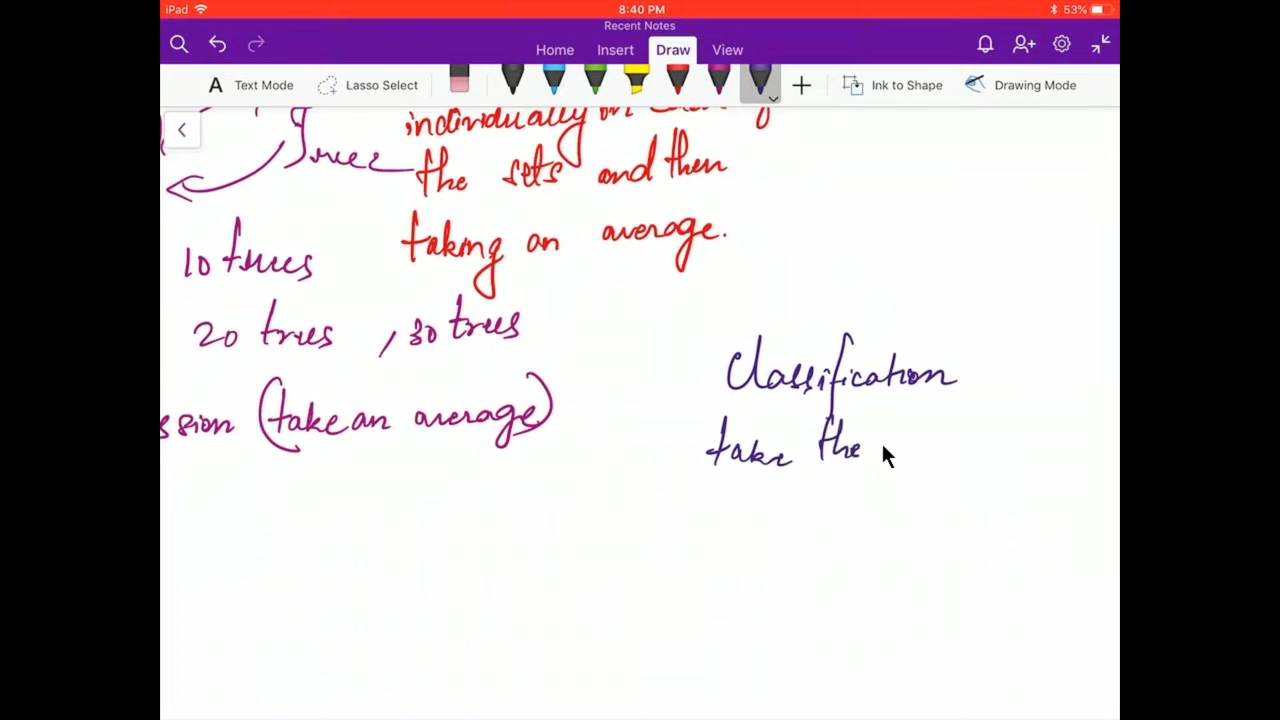 iPad 8:40 PM 53%
Recent Notes
Home Insert Draw View
Text Mode Lasso Select Ink to Shape Drawing Mode
individually on
Tree the sets and then
taking an average.
10 trees
20 trees , 30 trees
ssion (take an average)
Classification
take the